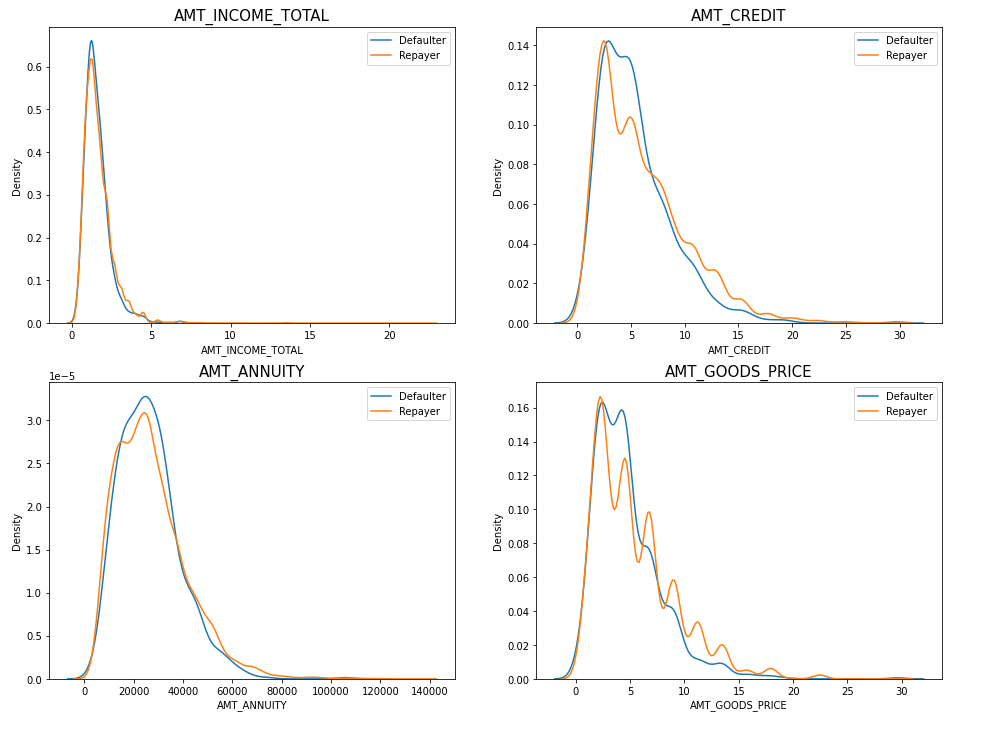 AMT_INCOME_TOTAL
Defaulter
Repayer
Density
0.6
0.5
0.4
0.3
0.2
0.1
0.0
0 5 10 15 20
AMT_INCOME_TOTAL
AMT_CREDIT
Defaulter
Repayer
Density
0.14
0.12
0.10
0.08
0.06
0.04
0.02
0.00
0 5 10 15 20 25 30
AMT_CREDIT
AMT_ANNUITY
1e−5
Defaulter
Repayer
Density
3.0
2.5
2.0
1.5
1.0
0.5
0.0
0 20000 40000 60000 80000 100000 120000 140000
AMT_ANNUITY
AMT_GOODS_PRICE
Defaulter
Repayer
Density
0.16
0.14
0.12
0.10
0.08
0.06
0.04
0.02
0.00
0 5 10 15 20 25 30
AMT_GOODS_PRICE